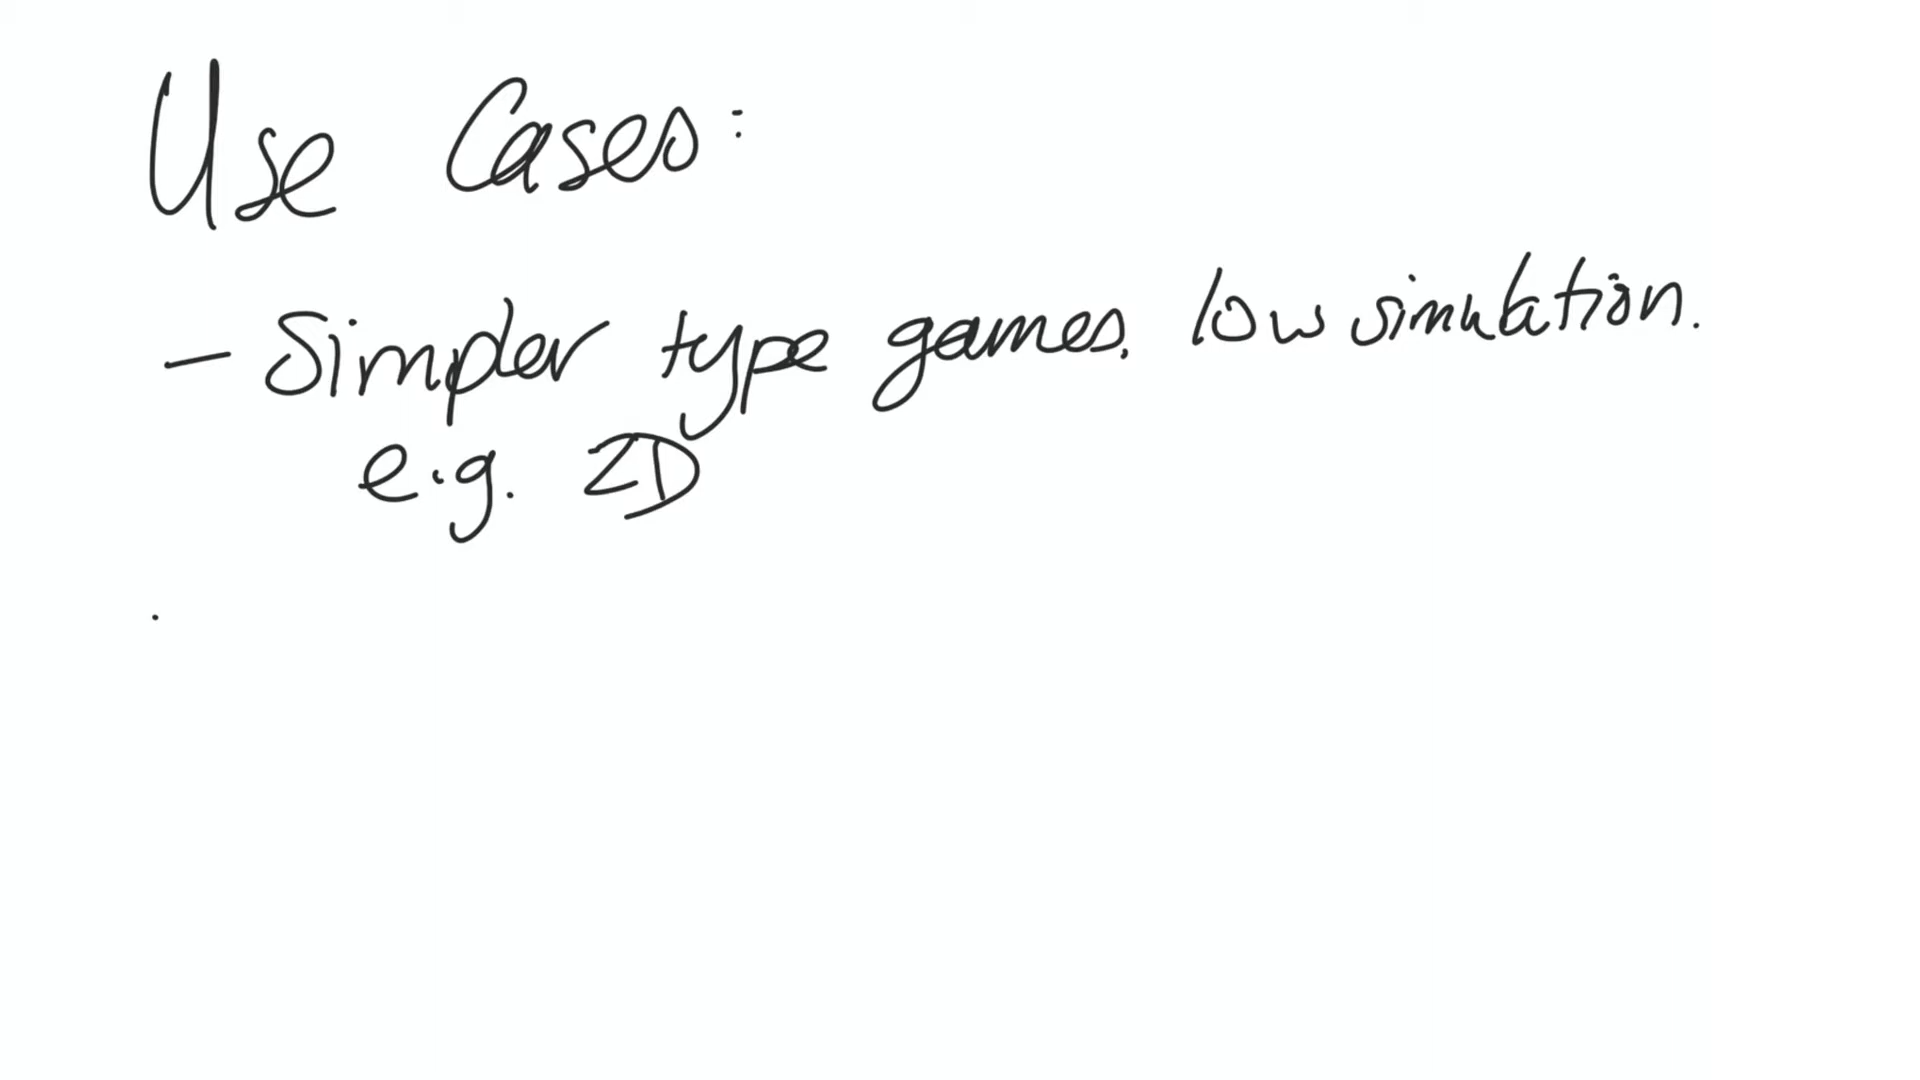 Use Cases:
- Simpler type games, low simulation.
e.g. 2D